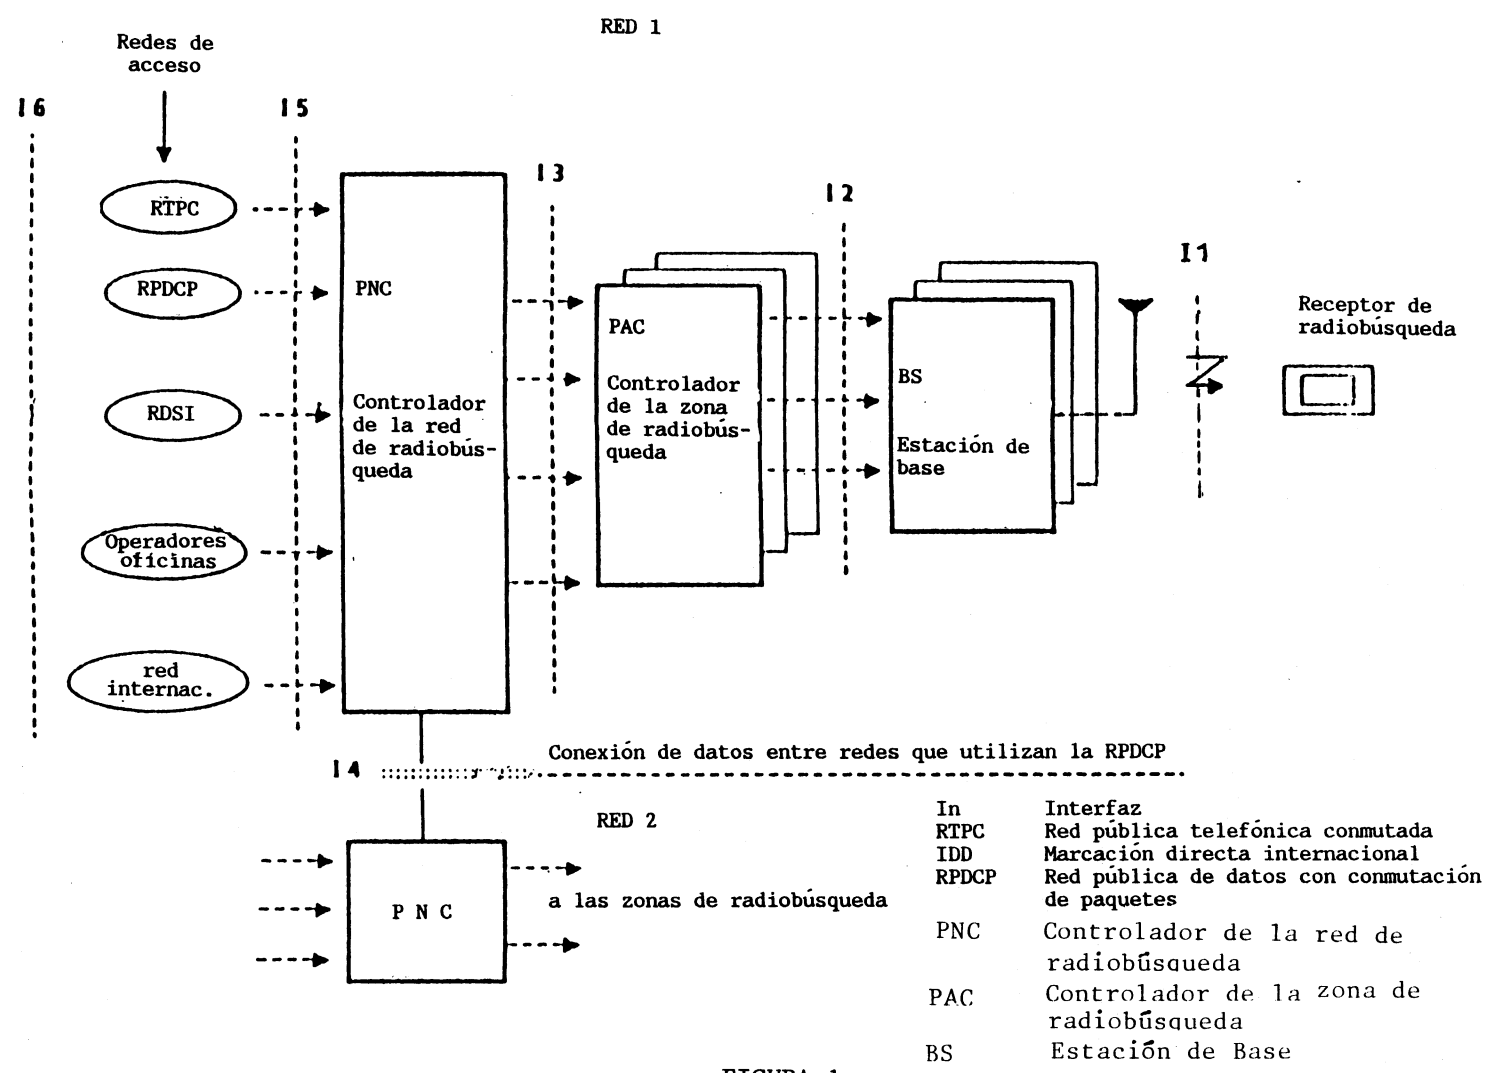 RED 1
Redes de
acceso
I6
I5
I3
I2
I1
RTPC
RPDCP
RDSI
Operadores
oficinas
red
internac.
PNC
Controlador
de la red
de radiobús-
queda
PAC
Controlador
de la zona
de radiobús-
queda
BS
Estación de
base
Receptor de
radiobúsqueda
Conexión de datos entre redes que utilizan la RPDCP
I4
RED 2
P N C
a las zonas de radiobúsqueda
In Interfaz
RTPC Red pública telefónica conmutada
IDD Marcación directa internacional
RPDCP Red pública de datos con conmutación
de paquetes
PNC Controlador de la red de
radiobúsqueda
PAC Controlador de la zona de
radiobúsqueda
BS Estación de Base
FIGURA 1